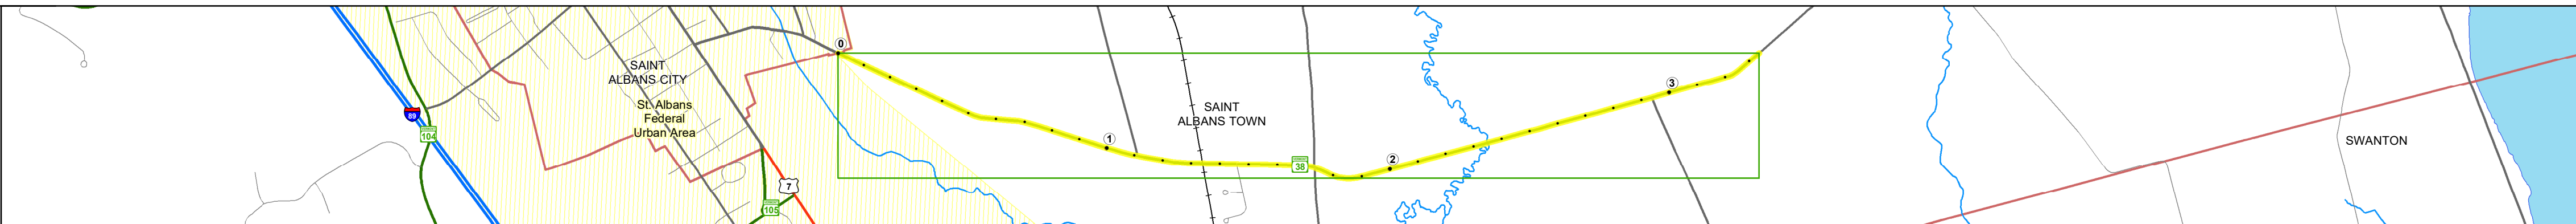 0
SAINT
ALBANS CITY
St. Albans
Federal
Urban Area
89
104
7
105
1
SAINT
ALBANS TOWN
38
2
3
SWANTON